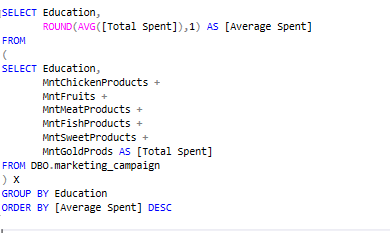 SELECT Education,
ROUND(AVG([Total Spent]),1) AS [Average Spent]
FROM
(
SELECT Education,
MntChickenProducts +
MntFruits +
MntMeatProducts +
MntFishProducts +
MntSweetProducts +
MntGoldProds AS [Total Spent]
FROM DBO.marketing_campaign
) X
GROUP BY Education
ORDER BY [Average Spent] DESC